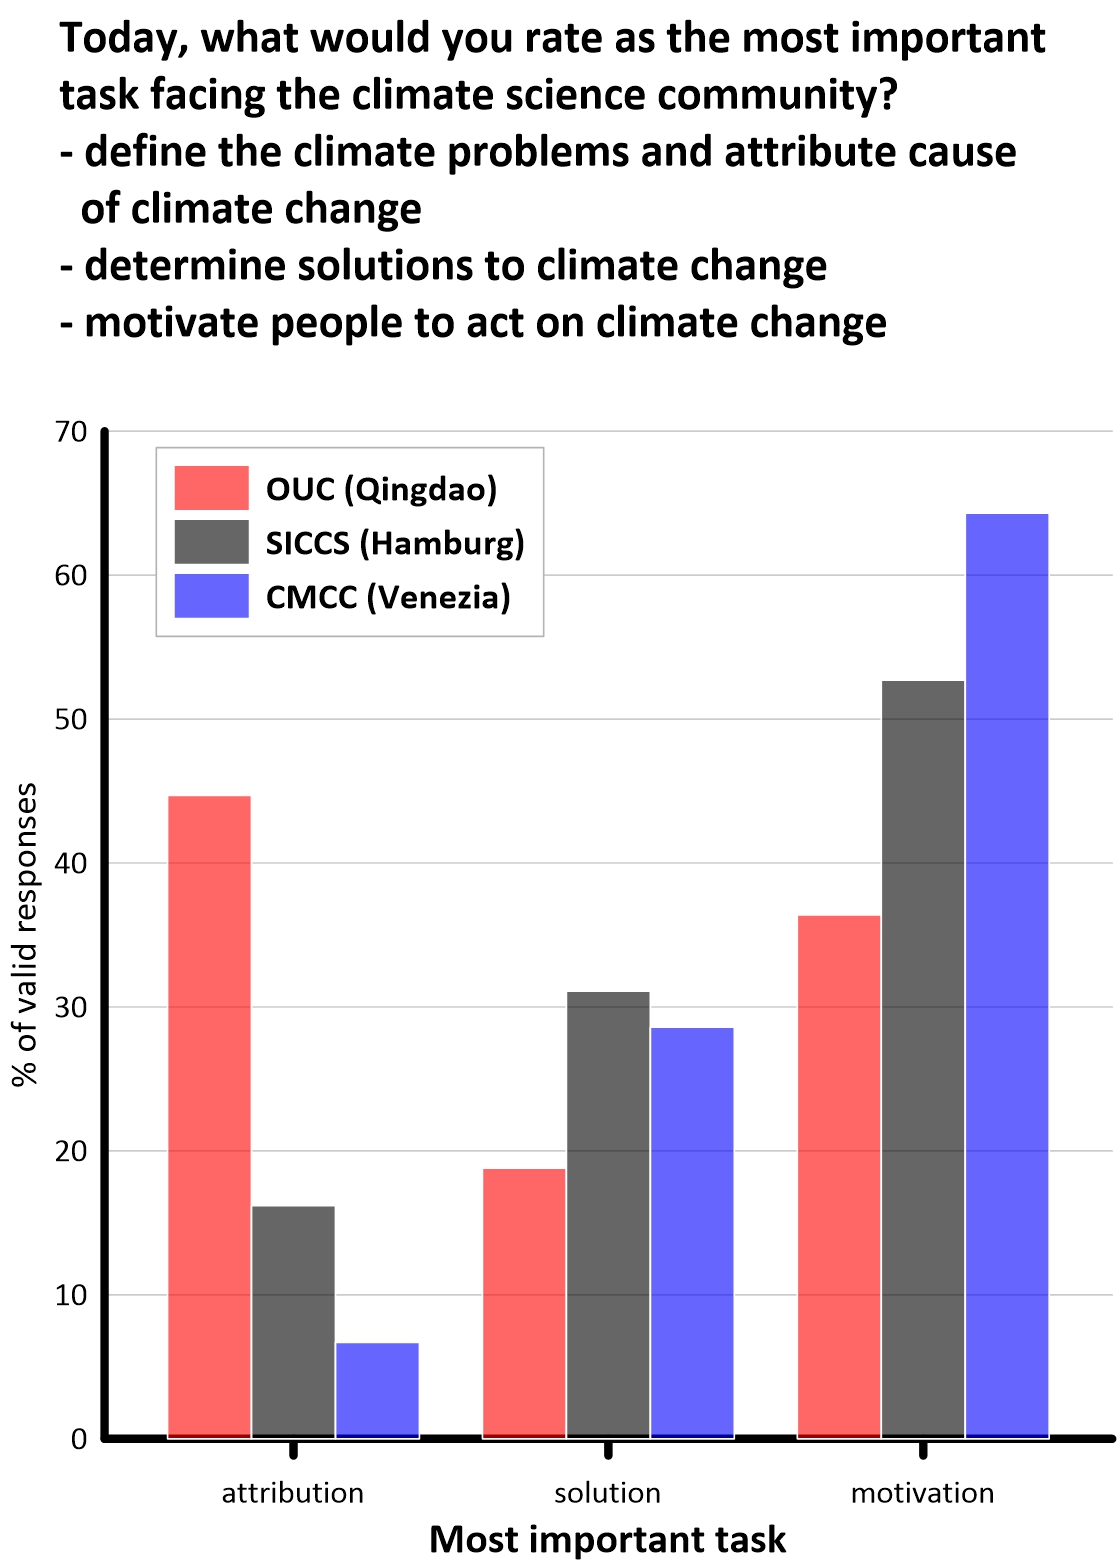 Today, what would you rate as the most important
task facing the climate science community?
- define the climate problems and attribute cause
of climate change
- determine solutions to climate change
- motivate people to act on climate change
70
60
50
40
30
20
10
0
OUC (Qingdao)
SICCS (Hamburg)
CMCC (Venezia)
% of valid responses
attribution
solution
motivation
Most important task